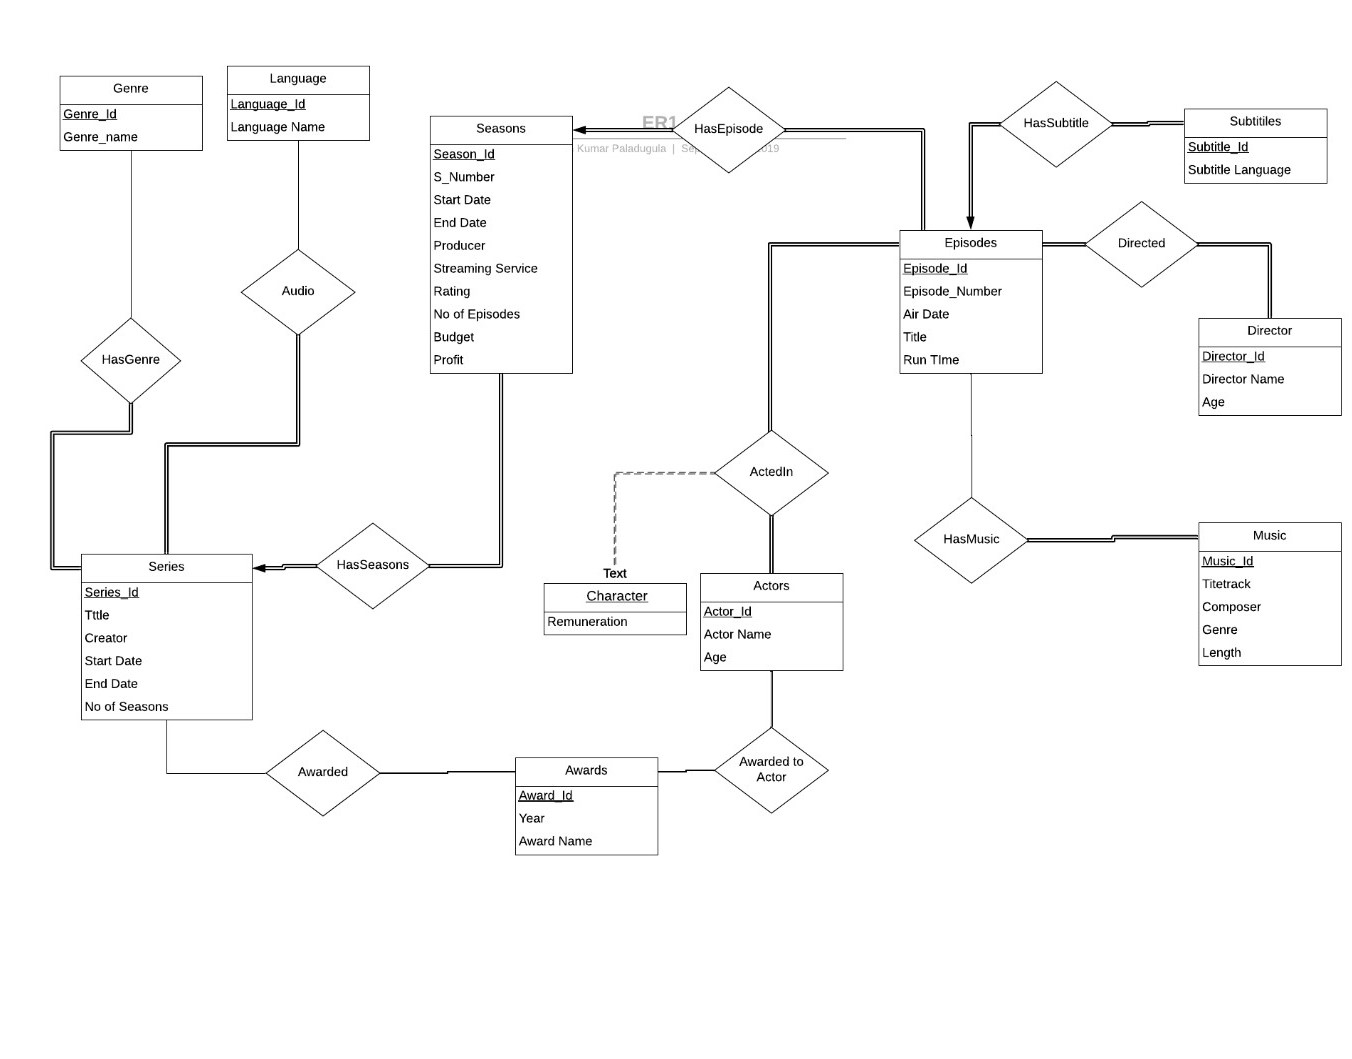 Genre
Genre_Id
Genre_name
Language
Language_Id
Language Name
Seasons
Season_Id
S_Number
Start Date
End Date
Producer
Streaming Service
Rating
No of Episodes
Budget
Profit
ER1
Kumar Paladugula | Sep 2019
HasEpisode
HasSubtitle
Subtitiles
Subtitle_Id
Subtitle Language
Episodes
Episode_Id
Episode_Number
Air Date
Title
Run TIme
Directed
Director
Director_Id
Director Name
Age
Audio
HasGenre
ActedIn
HasMusic
Music
Music_Id
Titetrack
Composer
Genre
Length
HasSeasons
Series
Series_Id
Tttle
Creator
Start Date
End Date
No of Seasons
Text
Character
Remuneration
Actors
Actor_Id
Actor Name
Age
Awarded
Awards
Award_Id
Year
Award Name
Awarded to
Actor